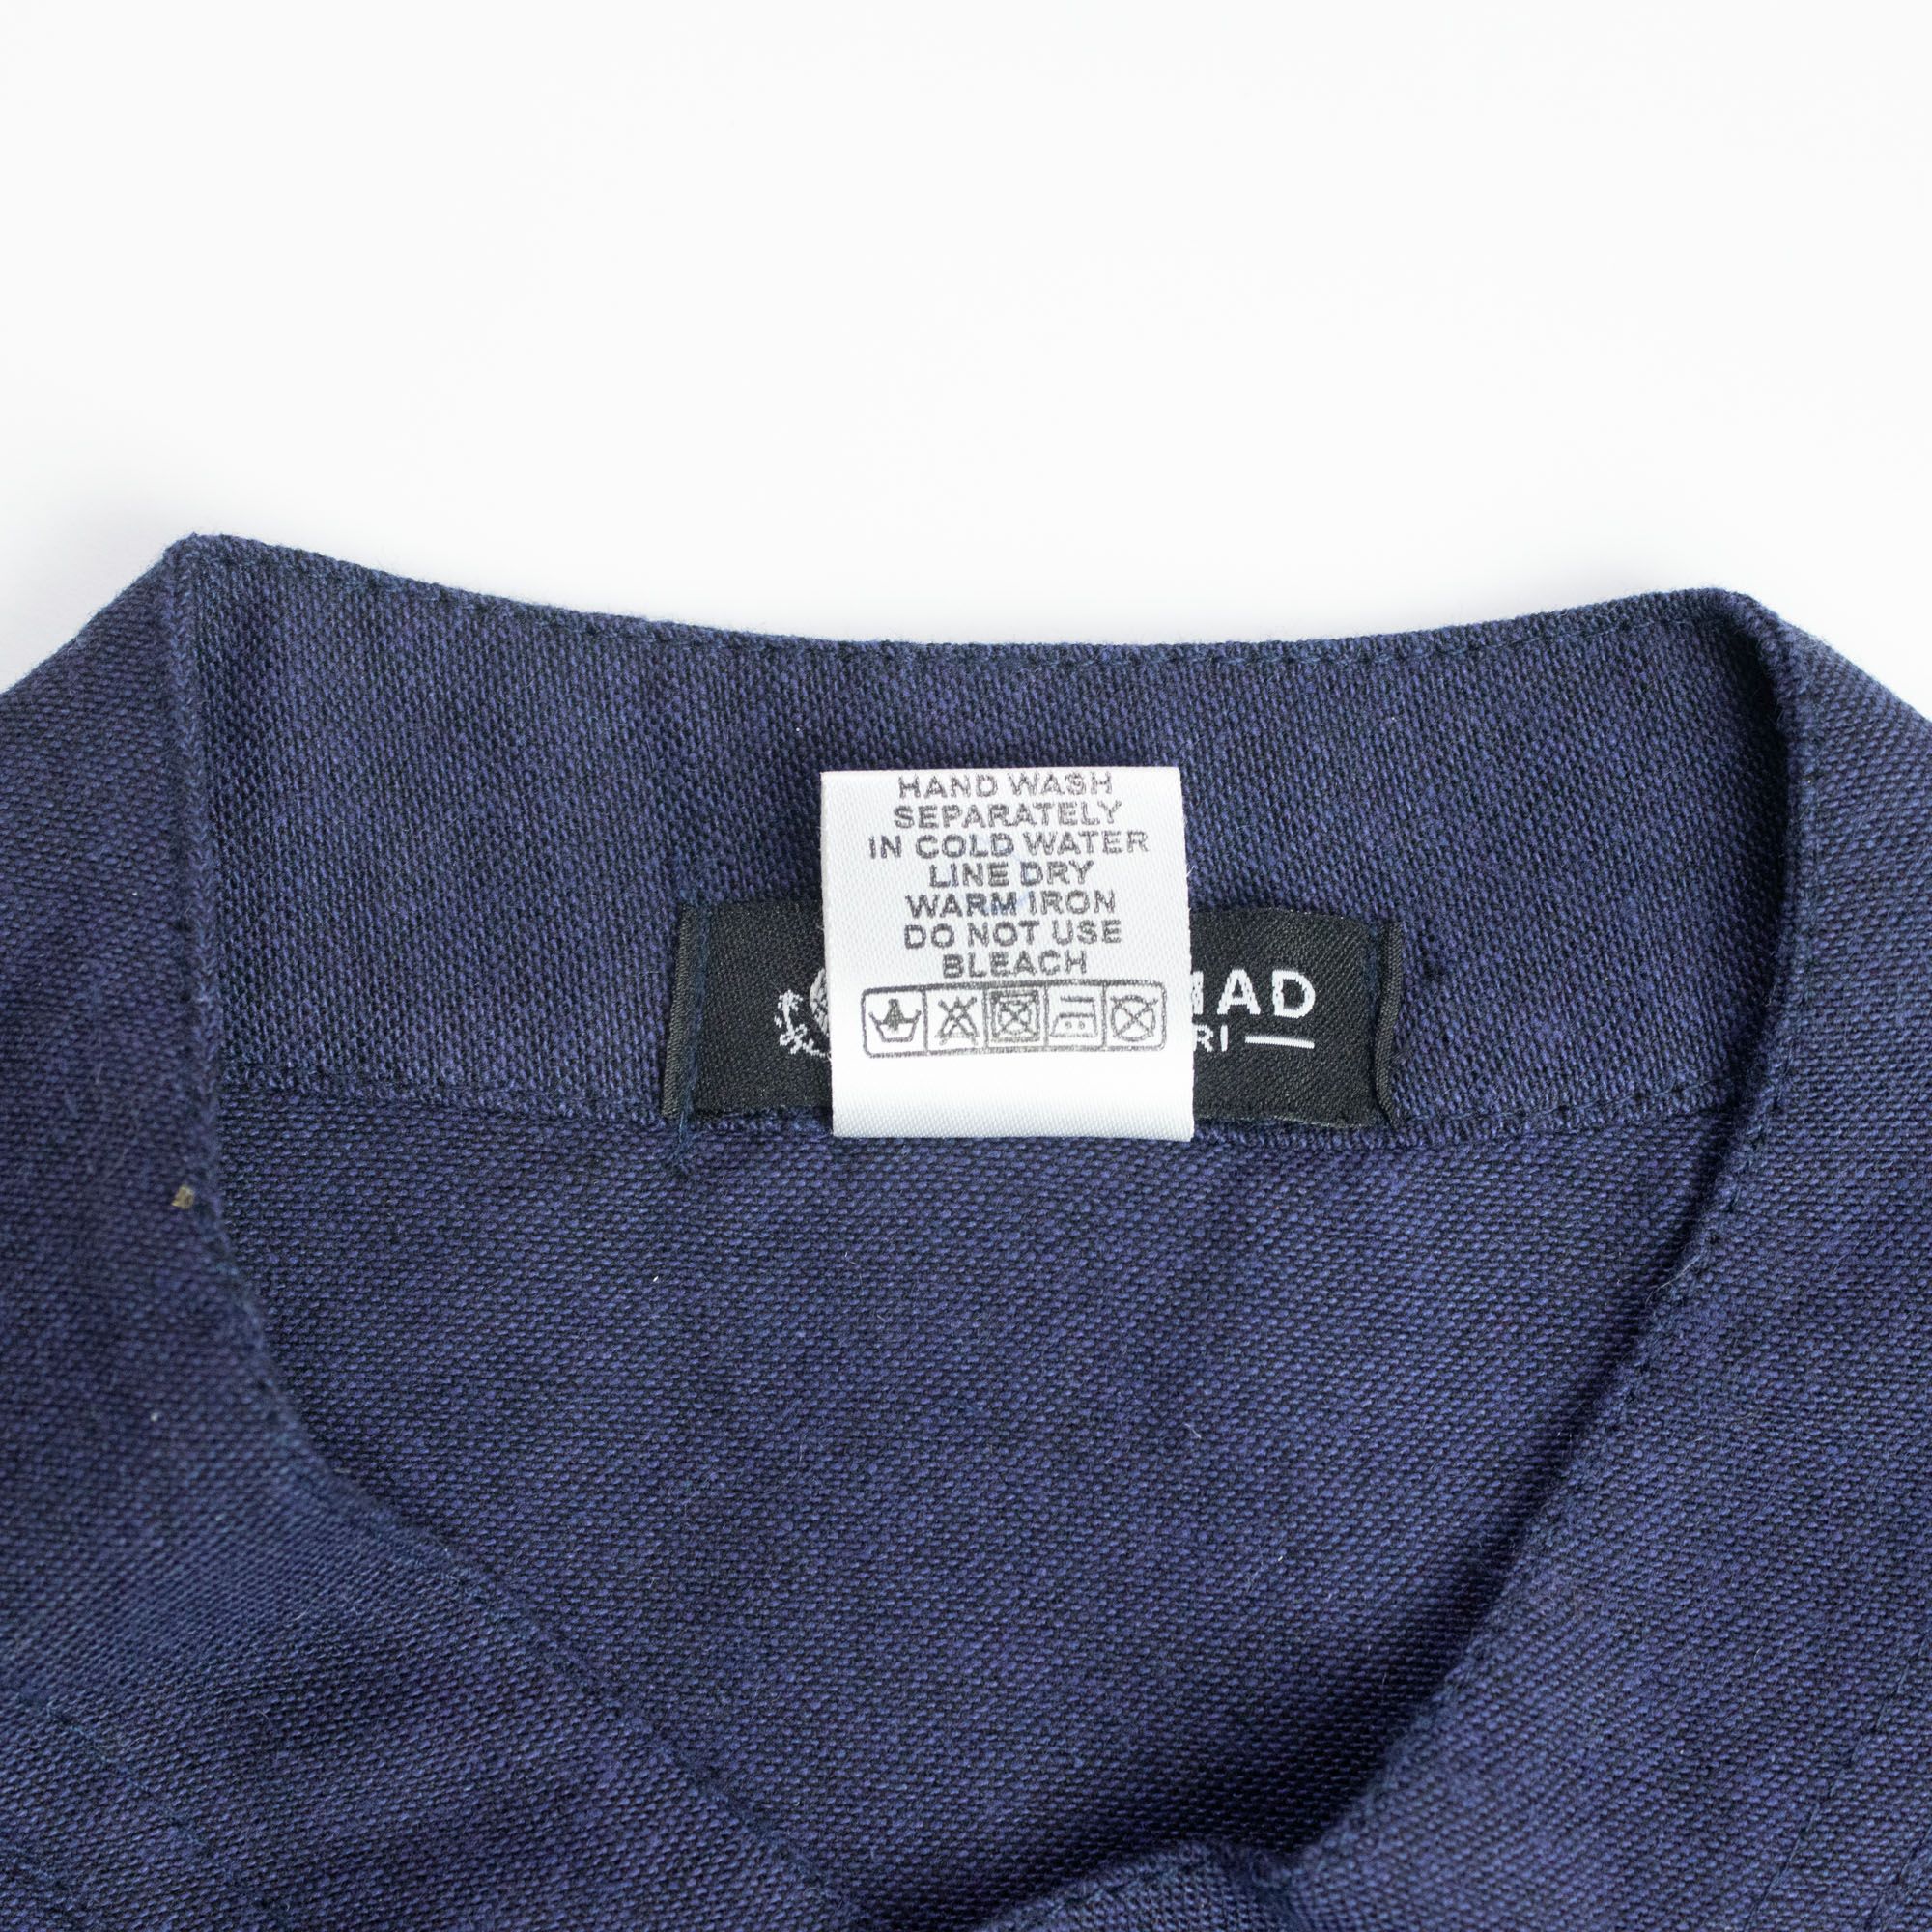 HAND WASH
SEPARATELY
IN COLD WATER
LINE DRY
WARM IRON
DO NOT USE
BLEACH